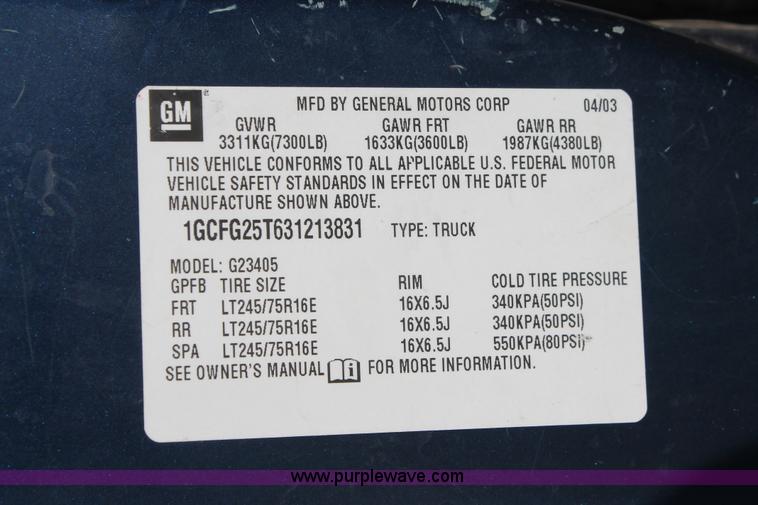 GM MFD BY GENERAL MOTORS CORP 04/03
GVWR GAWR FRT GAWR RR
3311KG(7300LB) 1633KG(3600LB) 1987KG(4380LB)
THIS VEHICLE CONFORMS TO ALL APPLICABLE U.S. FEDERAL MOTOR
VEHICLE SAFETY STANDARDS IN EFFECT ON THE DATE OF
MANUFACTURE SHOWN ABOVE.
1GCFG25T631213831 TYPE: TRUCK
MODEL: G23405
GPFB TIRE SIZE RIM COLD TIRE PRESSURE
FRT LT245/75R16E 16X6.5J 340KPA(50PSI)
RR LT245/75R16E 16X6.5J 340KPA(50PSI)
SPA LT245/75R16E 16X6.5J 550KPA(80PSI)
SEE OWNER'S MANUAL i FOR MORE INFORMATION.
www.purplewave.com